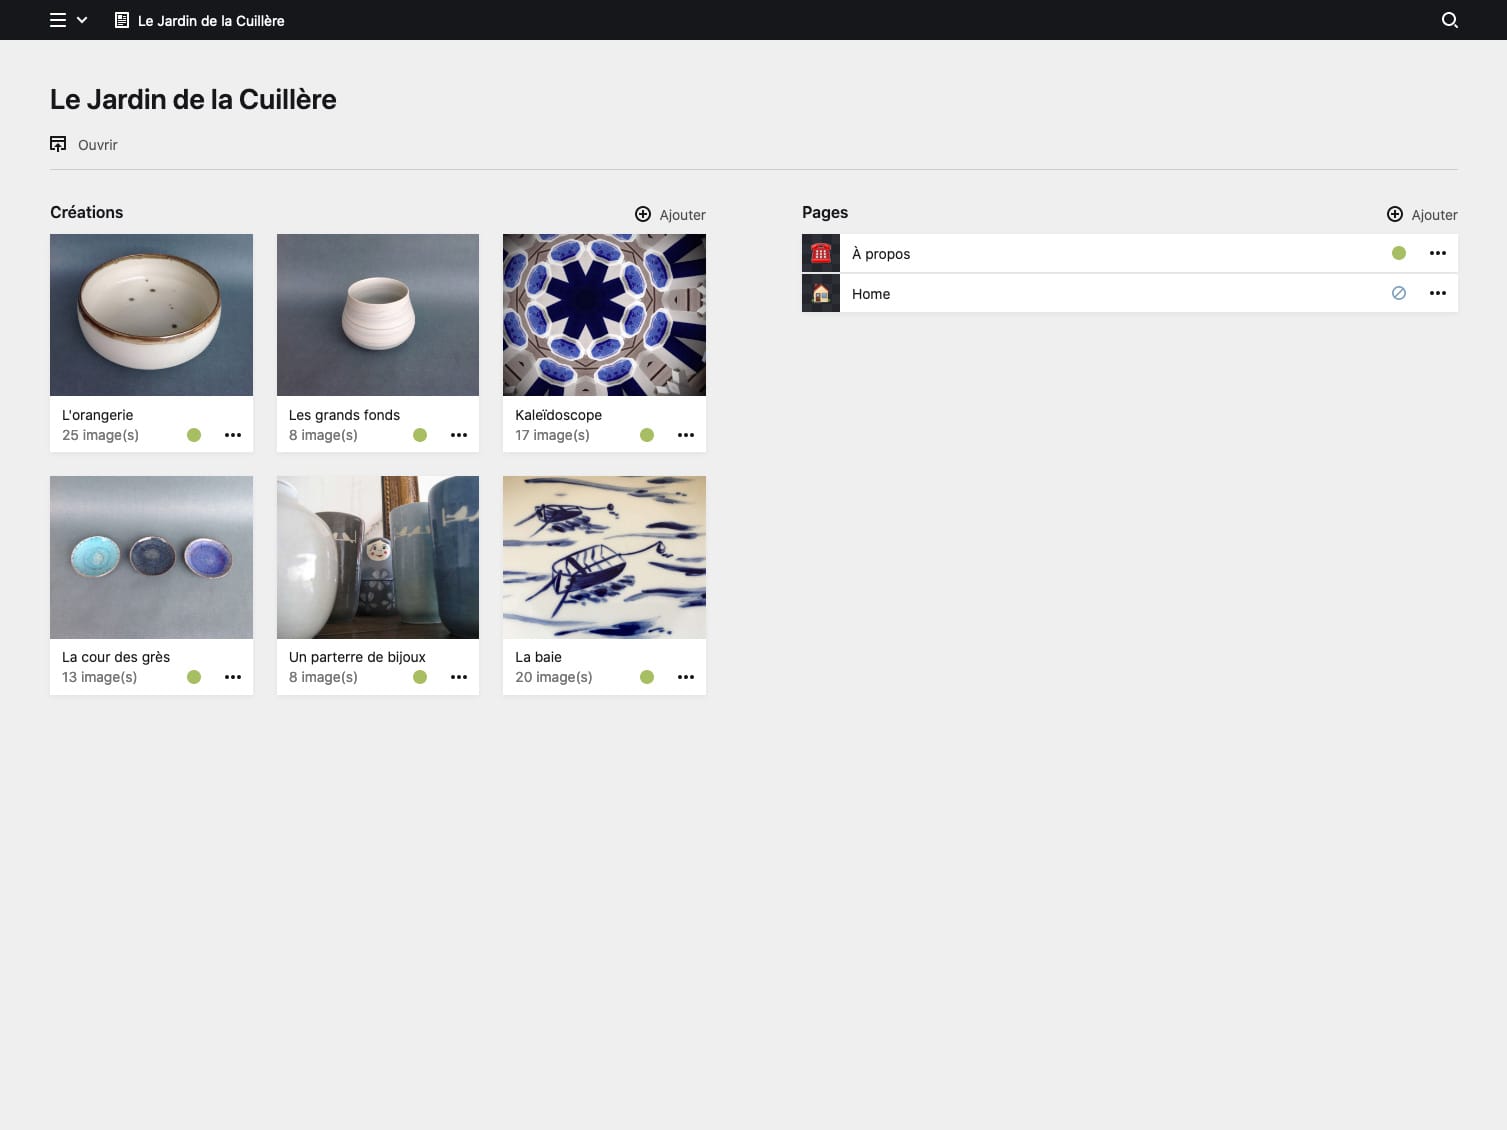 Le Jardin de la Cuillère
Le Jardin de la Cuillère
Ouvrir
Créations
Ajouter
L'orangerie
25 image(s)
Les grands fonds
8 image(s)
Kaleïdoscope
17 image(s)
La cour des grès
13 image(s)
Un parterre de bijoux
8 image(s)
La baie
20 image(s)
Pages
Ajouter
À propos
Home